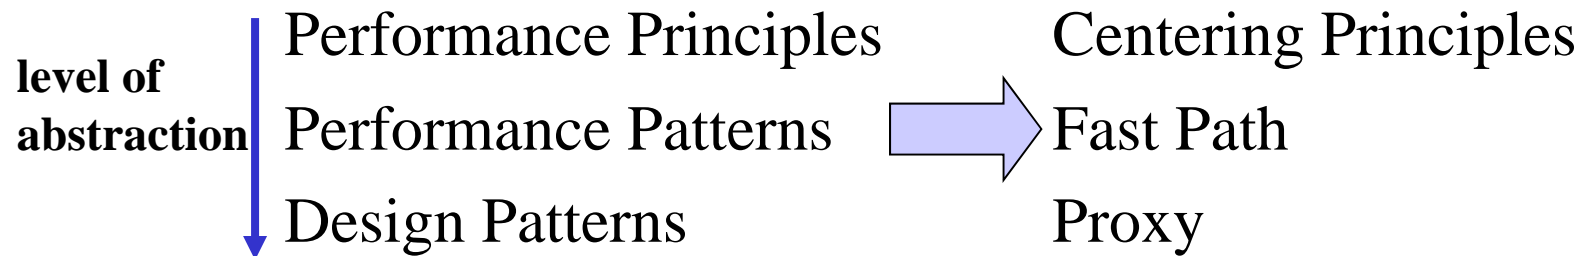 level of
abstraction
Performance Principles
Performance Patterns
Design Patterns
Centering Principles
Fast Path
Proxy